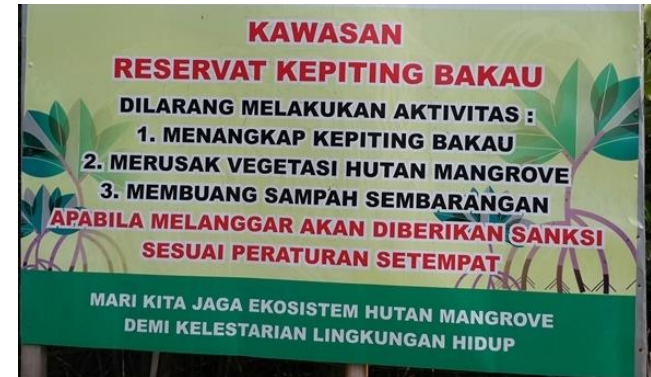 KAWASAN
RESERVAT KEPITING BAKAU
DILARANG MELAKUKAN AKTIVITAS :
1. MENANGKAP KEPITING BAKAU
2. MERUSAK VEGETASI HUTAN MANGROVE
3. MEMBUANG SAMPAH SEMBARANGAN
APABILA MELANGGAR AKAN DIBERIKAN SANKSI
SESUAI PERATURAN SETEMPAT
MARI KITA JAGA EKOSISTEM HUTAN MANGROVE
DEMI KELESTARIAN LINGKUNGAN HIDUP